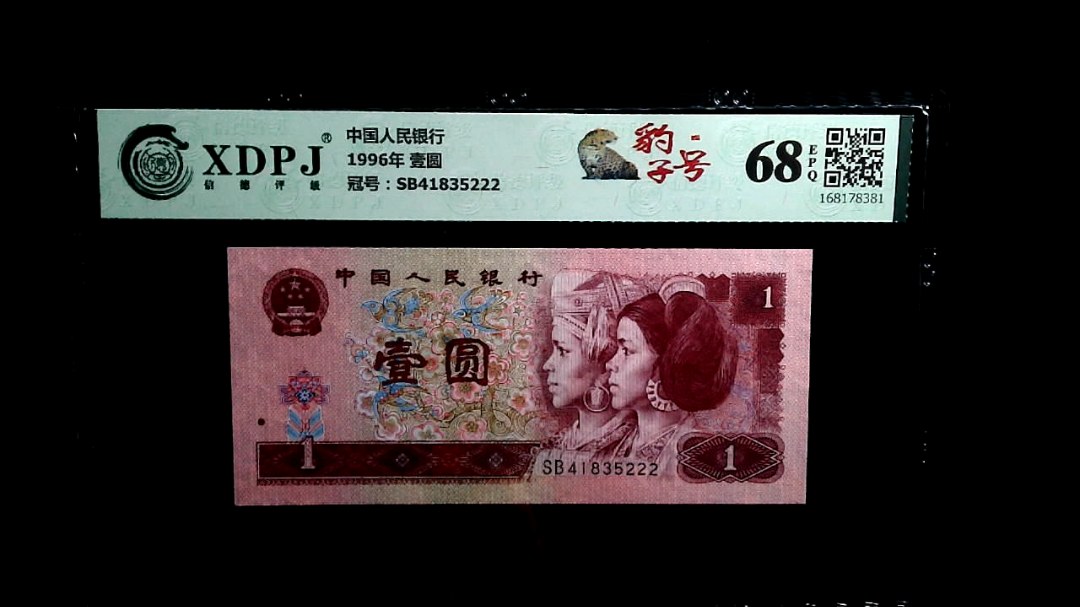 XDPJ®
信德评级
中国人民银行
1996年 壹圆
冠号：SB41835222
豹子号
68 EPQ
168178381
中国人民银行
1
壹圆
1
SB41835222
1